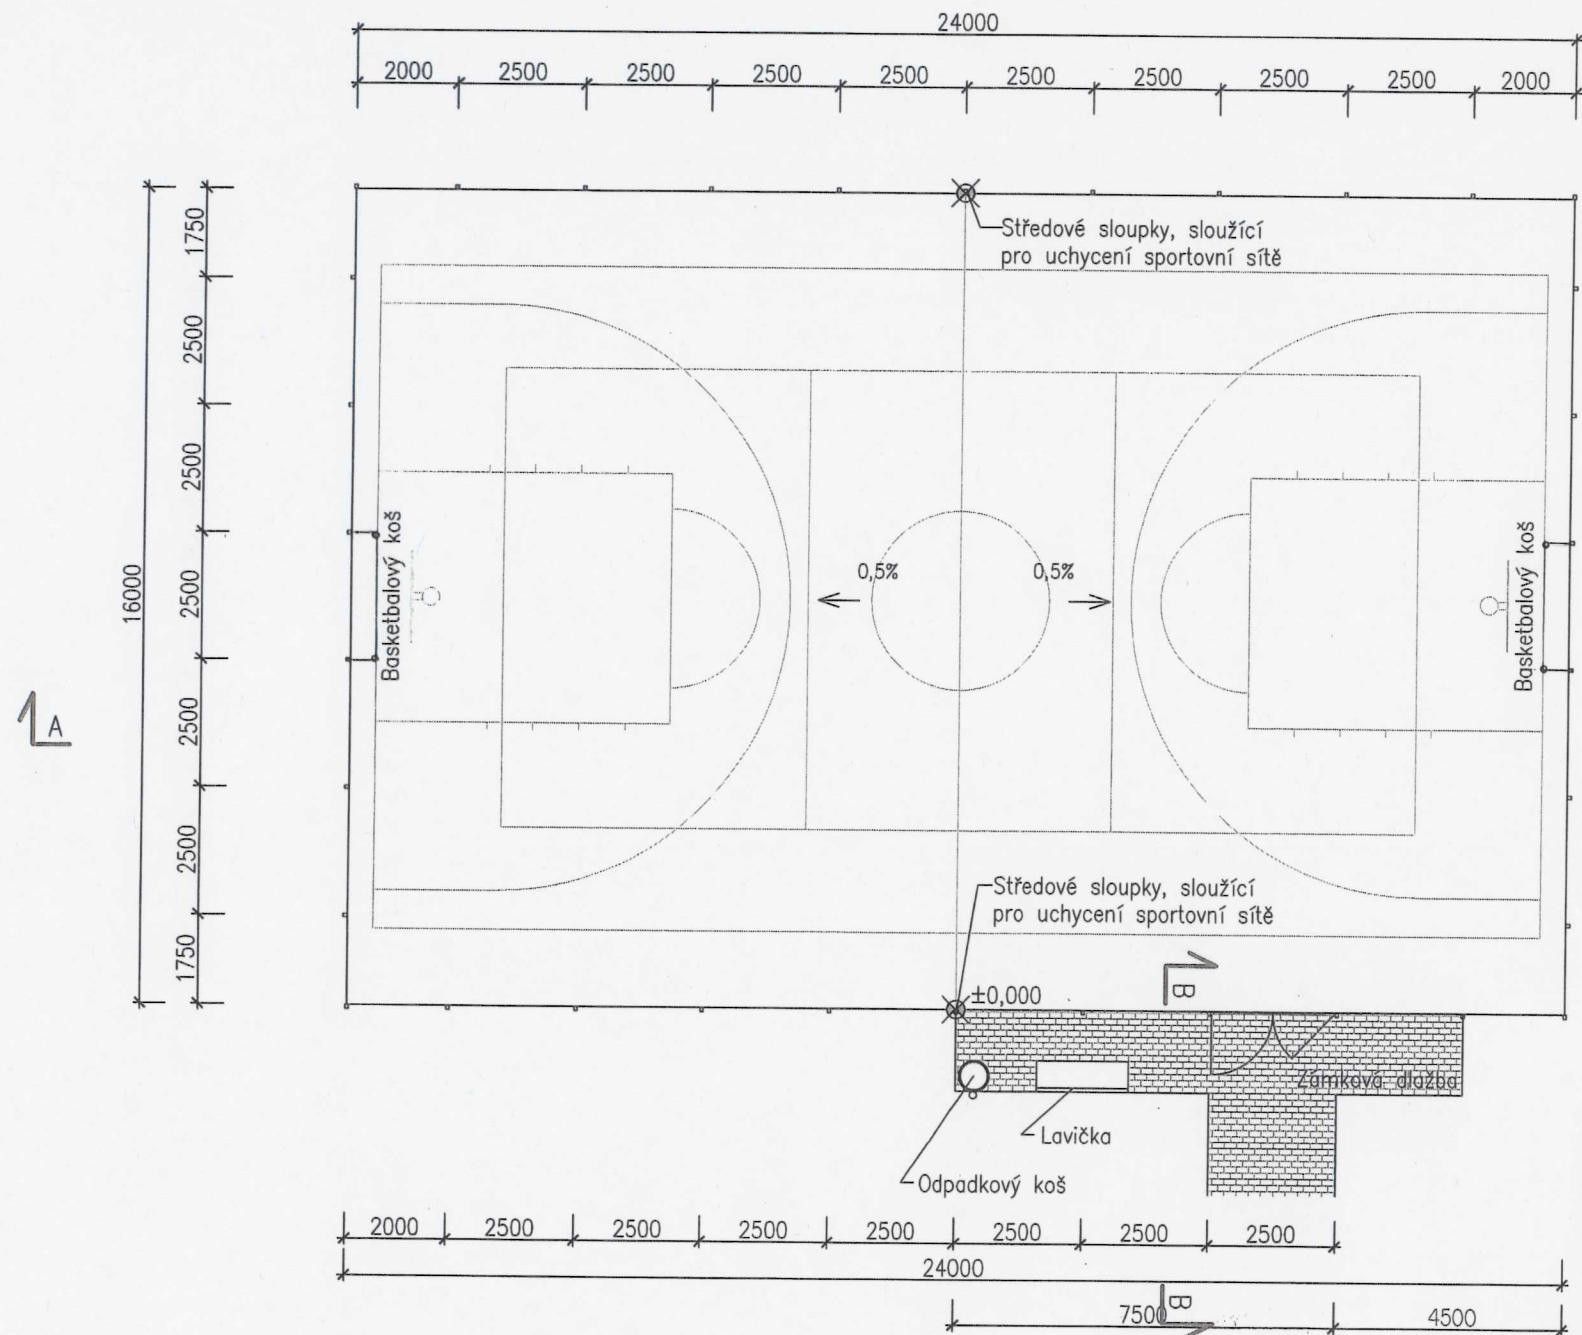 24000
2000 2500 2500 2500 2500 2500 2500 2500 2500 2000
1750
2500
2500
2500
2500
2500
1750
16000
Středové sloupky, sloužící
pro uchycení sportovní sítě
Basketbalový koš
0,5%
0,5%
Basketbalový koš
A
Středové sloupky, sloužící
pro uchycení sportovní sítě
±0,000
B
Zámková dlažba
Lavička
Odpadkový koš
2000 2500 2500 2500 2500 2500 2500 2500
24000
B
7500 4500